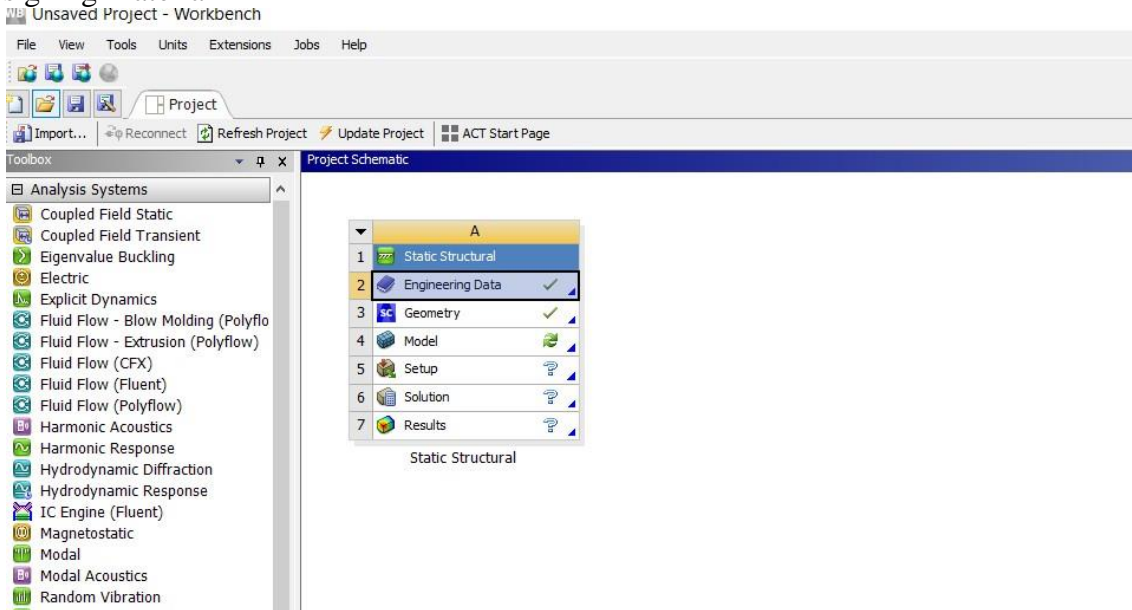 Unsaved Project - Workbench
File View Tools Units Extensions Jobs Help
Project
Import... Reconnect Refresh Project Update Project ACT Start Page
Toolbox
Project Schematic
Analysis Systems
Coupled Field Static
Coupled Field Transient
Eigenvalue Buckling
Electric
Explicit Dynamics
Fluid Flow - Blow Molding (Polyflo
Fluid Flow - Extrusion (Polyflow)
Fluid Flow (CFX)
Fluid Flow (Fluent)
Fluid Flow (Polyflow)
Harmonic Acoustics
Harmonic Response
Hydrodynamic Diffraction
Hydrodynamic Response
IC Engine (Fluent)
Magnetostatic
Modal
Modal Acoustics
Random Vibration
A
1 Static Structural
2 Engineering Data
3 SC Geometry
4 Model
5 Setup
6 Solution
7 Results
Static Structural